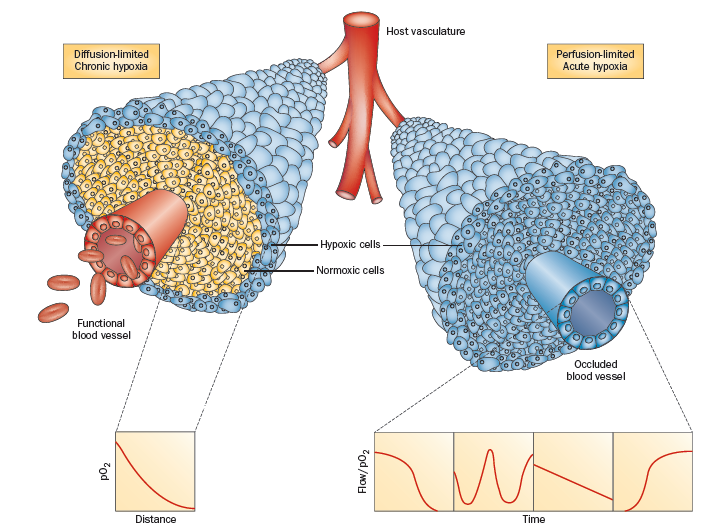 Host vasculature
Diffusion-limited
Chronic hypoxia
Perfusion-limited
Acute hypoxia
Hypoxic cells
Normoxic cells
Functional
blood vessel
Occluded
blood vessel
pO2
Distance
Flow/pO2
Time